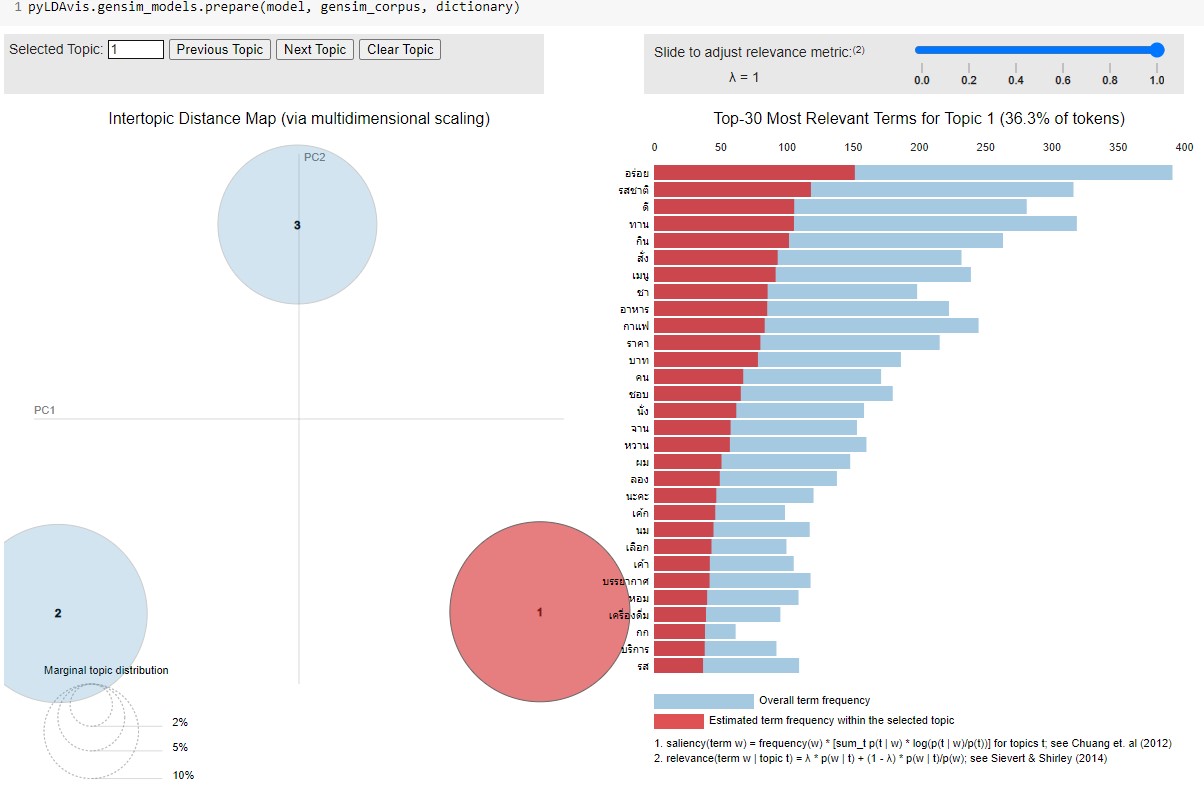 1 pyLDAvis.gensim_models.prepare(model, gensim_corpus, dictionary)
Selected Topic: 1 Previous Topic Next Topic Clear Topic
Slide to adjust relevance metric:(2)
λ = 1
0.0 0.2 0.4 0.6 0.8 1.0
Intertopic Distance Map (via multidimensional scaling)
PC2
3
PC1
2
1
Marginal topic distribution
2%
5%
10%
Top-30 Most Relevant Terms for Topic 1 (36.3% of tokens)
0 50 100 150 200 250 300 350 400
อร่อย
รสชาติ
ดี
ทาน
กิน
สั่ง
เมนู
ชา
อาหาร
กาแฟ
ราคา
บาท
คน
ชอบ
นั่ง
จาน
หวาน
ผม
ลอง
นะคะ
เค้ก
นม
เลือก
เค้า
บรรยากาศ
หอม
เครื่องดื่ม
กก
บริการ
รส
Overall term frequency
Estimated term frequency within the selected topic
1. saliency(term w) = frequency(w) * [sum_t p(t | w) * log(p(t | w)/p(t))] for topics t; see Chuang et. al (2012)
2. relevance(term w | topic t) = λ * p(w | t) + (1 - λ) * p(w | t)/p(w); see Sievert & Shirley (2014)